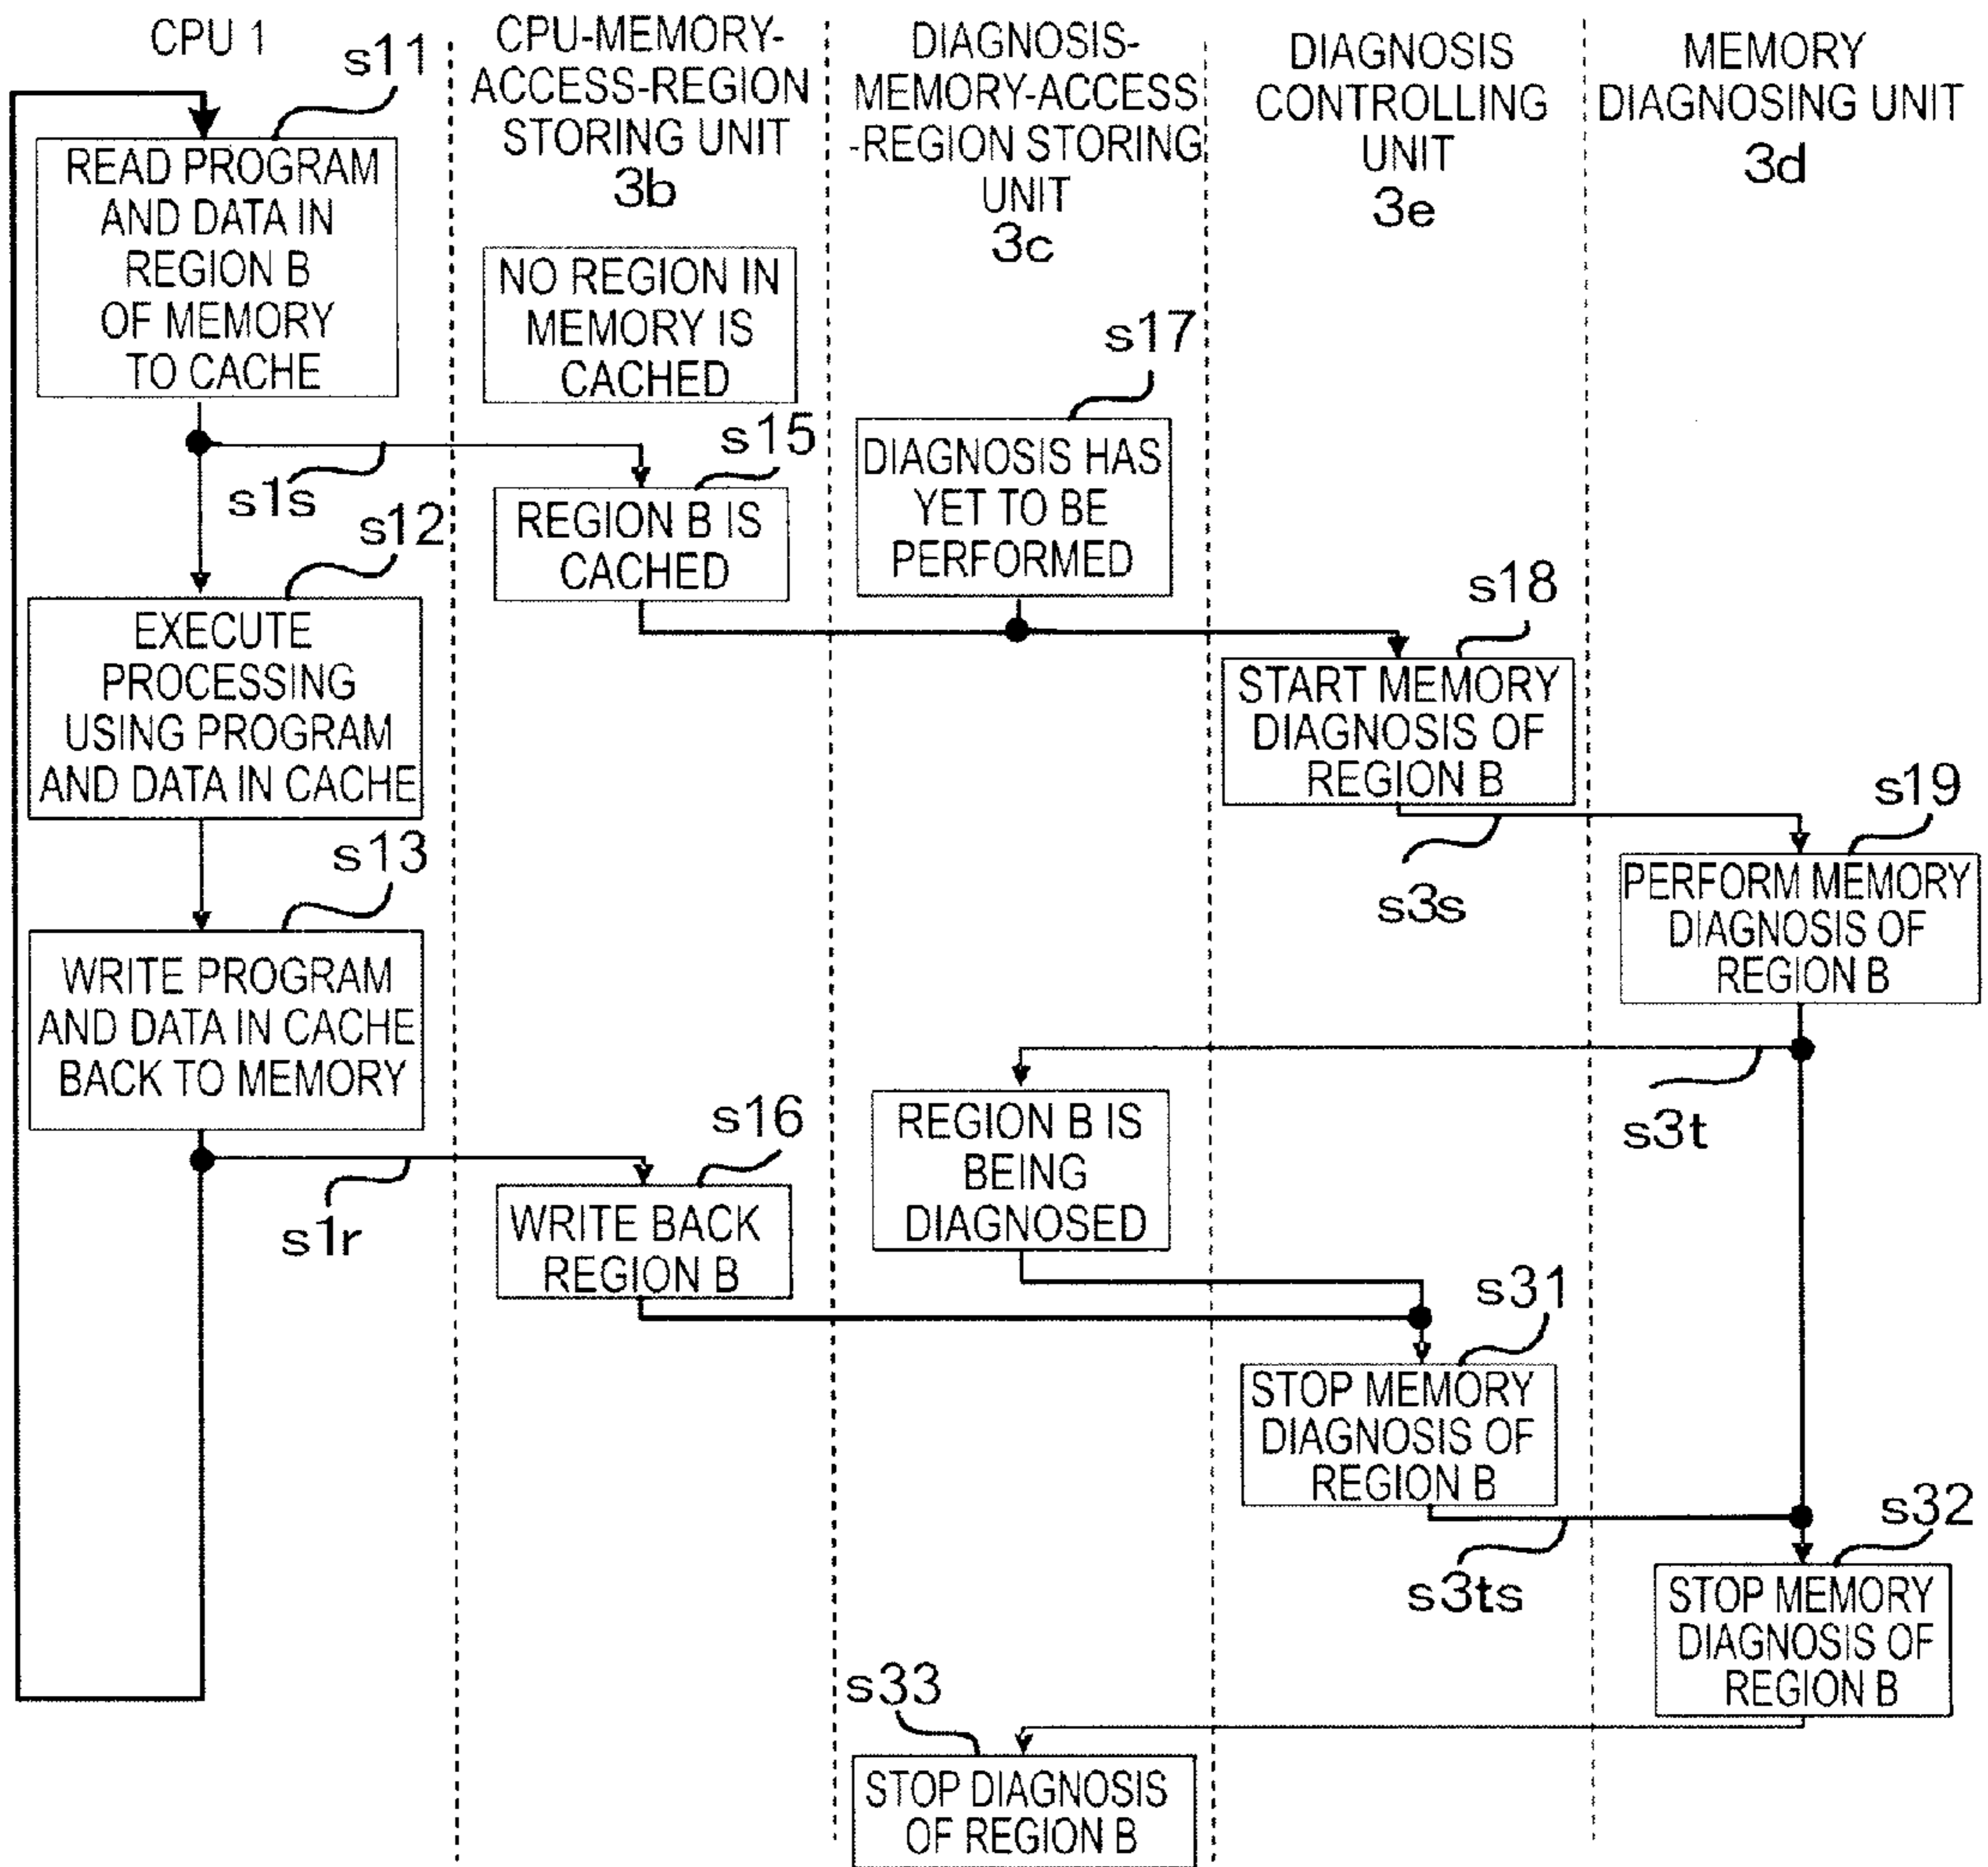 CPU 1
s11
READ PROGRAM
AND DATA IN
REGION B
OF MEMORY
TO CACHE
s1s
s12
EXECUTE
PROCESSING
USING PROGRAM
AND DATA IN CACHE
s13
WRITE PROGRAM
AND DATA IN CACHE
BACK TO MEMORY
s1r
CPU-MEMORY-
ACCESS-REGION
STORING UNIT
3b
NO REGION IN
MEMORY IS
CACHED
s15
REGION B IS
CACHED
s16
WRITE BACK
REGION B
DIAGNOSIS-
MEMORY-ACCESS
-REGION STORING
UNIT
3c
s17
DIAGNOSIS HAS
YET TO BE
PERFORMED
REGION B IS
BEING
DIAGNOSED
s33
STOP DIAGNOSIS
OF REGION B
DIAGNOSIS
CONTROLLING
UNIT
3e
s18
START MEMORY
DIAGNOSIS OF
REGION B
s3s
s31
STOP MEMORY
DIAGNOSIS OF
REGION B
s3ts
MEMORY
DIAGNOSING UNIT
3d
s19
PERFORM MEMORY
DIAGNOSIS OF
REGION B
s3t
s32
STOP MEMORY
DIAGNOSIS OF
REGION B